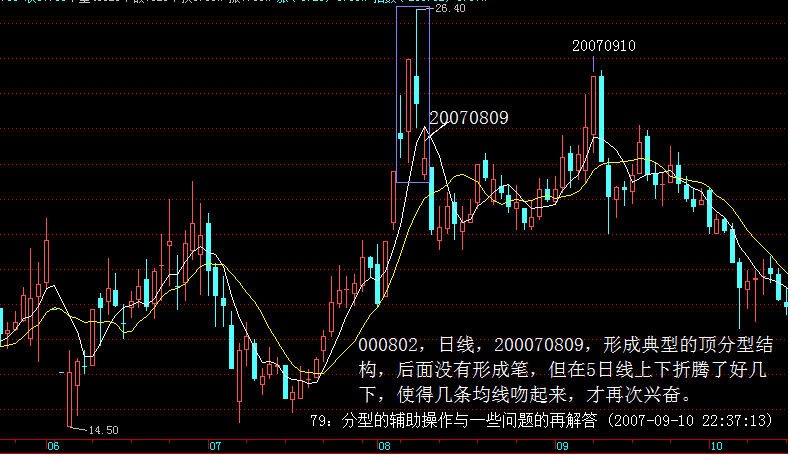 26.40
20070910
20070809
000802，日线，200070809，形成典型的顶分型结
构，后面没有形成笔，但在5日线上下折腾了好几
下，使得几条均线吻起来，才再次兴奋。
79：分型的辅助操作与一些问题的再解答（2007-09-10 22:37:13）
14.50
06 07 08 09 10